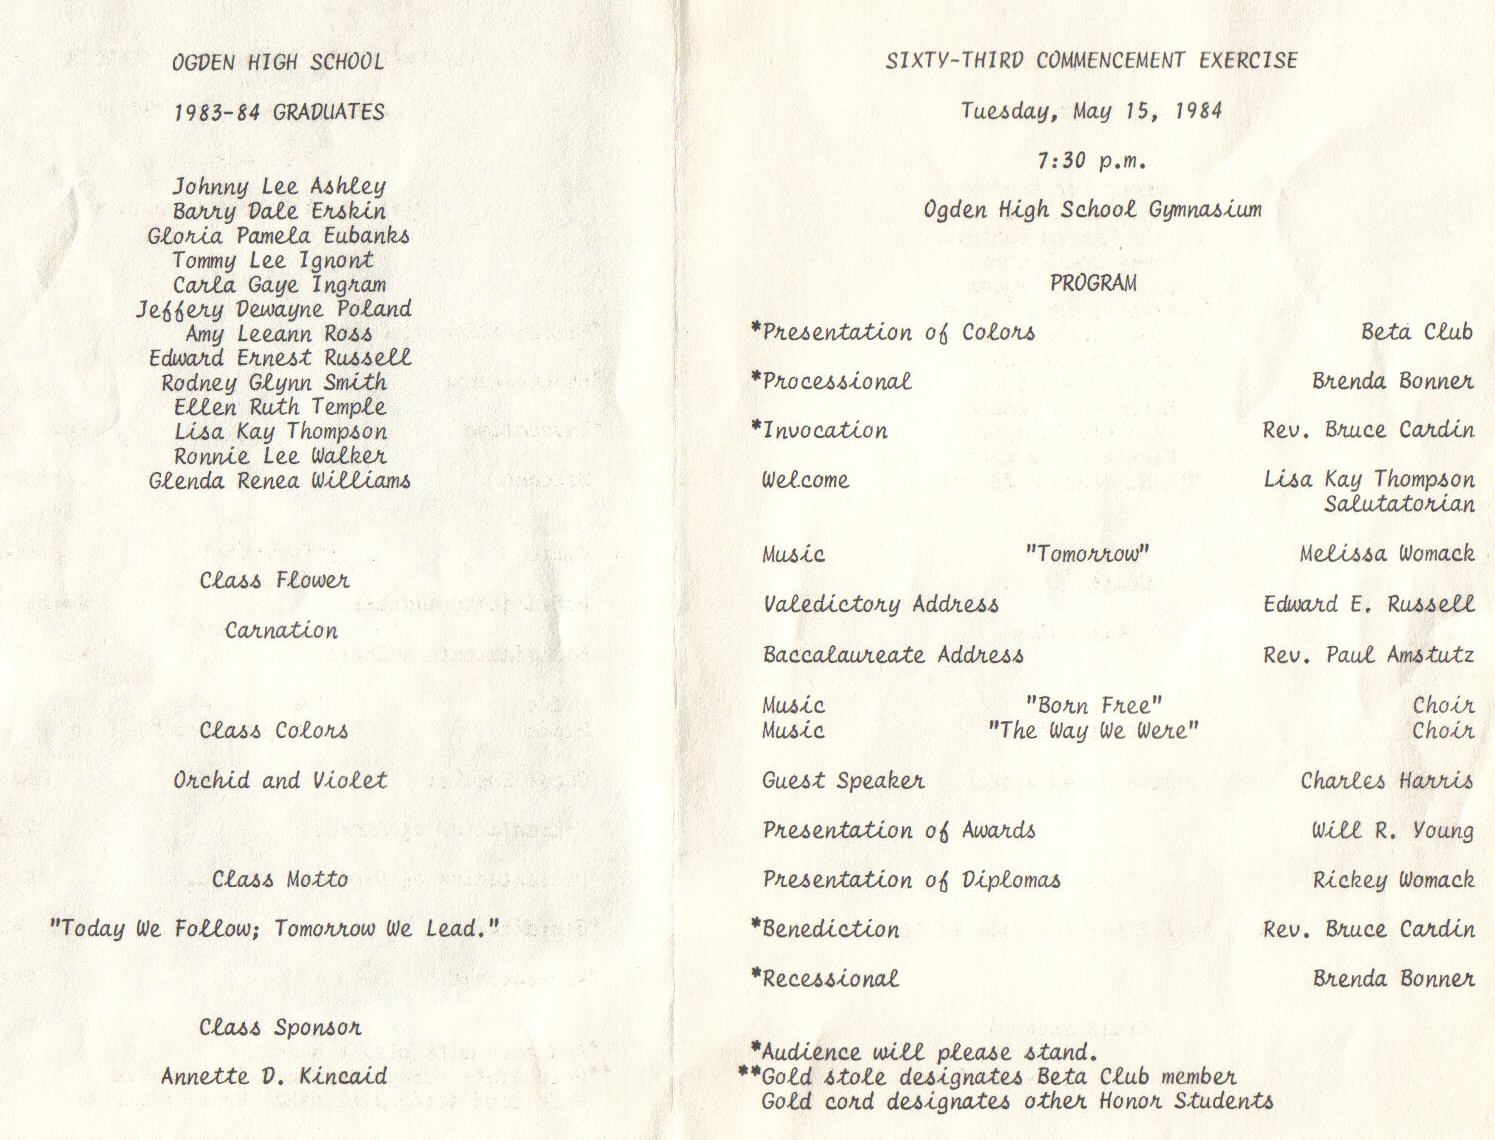 OGDEN HIGH SCHOOL
1983-84 GRADUATES
Johnny Lee Ashley
Barry Dale Erskin
Gloria Pamela Eubanks
Tommy Lee Ignont
Carla Gaye Ingram
Jeffery Dewayne Poland
Amy Leeann Ross
Edward Ernest Russell
Rodney Glynn Smith
Ellen Ruth Temple
Lisa Kay Thompson
Ronnie Lee Walker
Glenda Renea Williams
Class Flower
Carnation
Class Colors
Orchid and Violet
Class Motto
"Today We Follow; Tomorrow We Lead."
Class Sponsor
Annette D. Kincaid
SIXTY-THIRD COMMENCEMENT EXERCISE
Tuesday, May 15, 1984
7:30 p.m.
Ogden High School Gymnasium
PROGRAM
*Presentation of Colors Beta Club
*Processional Brenda Bonner
*Invocation Rev. Bruce Cardin
Welcome Lisa Kay Thompson
Salutatorian
Music "Tomorrow" Melissa Womack
Valedictory Address Edward E. Russell
Baccalaureate Address Rev. Paul Amstutz
Music "Born Free" Choir
Music "The Way We Were" Choir
Guest Speaker Charles Harris
Presentation of Awards Will R. Young
Presentation of Diplomas Rickey Womack
*Benediction Rev. Bruce Cardin
*Recessional Brenda Bonner
*Audience will please stand.
**Gold stole designates Beta Club member
Gold cord designates other Honor Students